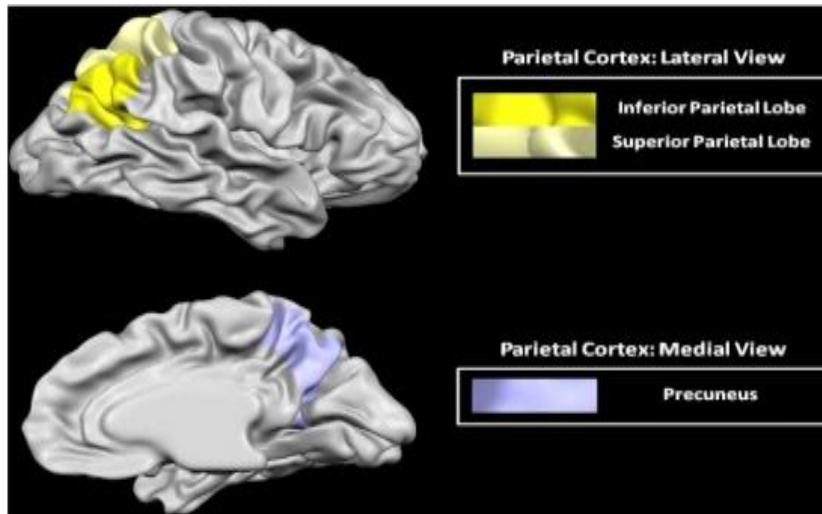 Parietal Cortex: Lateral View
Inferior Parietal Lobe
Superior Parietal Lobe
Parietal Cortex: Medial View
Precuneus